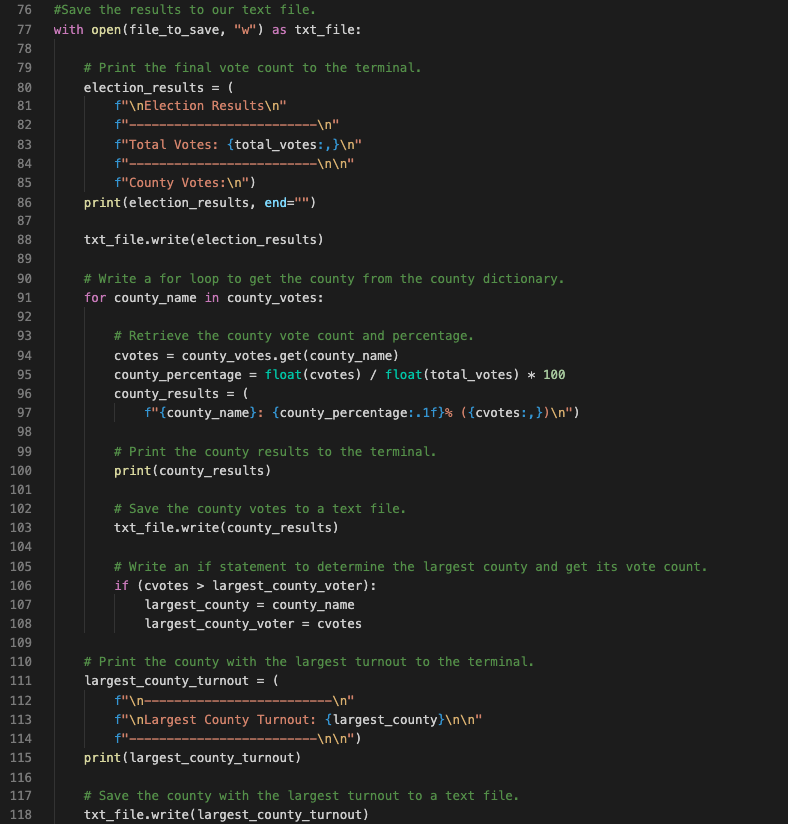 76 #Save the results to our text file.
77 with open(file_to_save, "w") as txt_file:
78
79     # Print the final vote count to the terminal.
80     election_results = (
81         f"\nElection Results\n"
82         f"-------------------------\n"
83         f"Total Votes: {total_votes:,}\n"
84         f"-------------------------\n\n"
85         f"County Votes:\n")
86     print(election_results, end="")
87
88     txt_file.write(election_results)
89
90     # Write a for loop to get the county from the county dictionary.
91     for county_name in county_votes:
92
93         # Retrieve the county vote count and percentage.
94         cvotes = county_votes.get(county_name)
95         county_percentage = float(cvotes) / float(total_votes) * 100
96         county_results = (
97             f"{county_name}: {county_percentage:.1f}% ({cvotes:,})\n")
98
99         # Print the county results to the terminal.
100         print(county_results)
101
102         # Save the county votes to a text file.
103         txt_file.write(county_results)
104
105         # Write an if statement to determine the largest county and get its vote count.
106         if (cvotes > largest_county_voter):
107             largest_county = county_name
108             largest_county_voter = cvotes
109
110     # Print the county with the largest turnout to the terminal.
111     largest_county_turnout = (
112         f"\n-------------------------\n"
113         f"\nLargest County Turnout: {largest_county}\n\n"
114         f"-------------------------\n\n")
115     print(largest_county_turnout)
116
117     # Save the county with the largest turnout to a text file.
118     txt_file.write(largest_county_turnout)